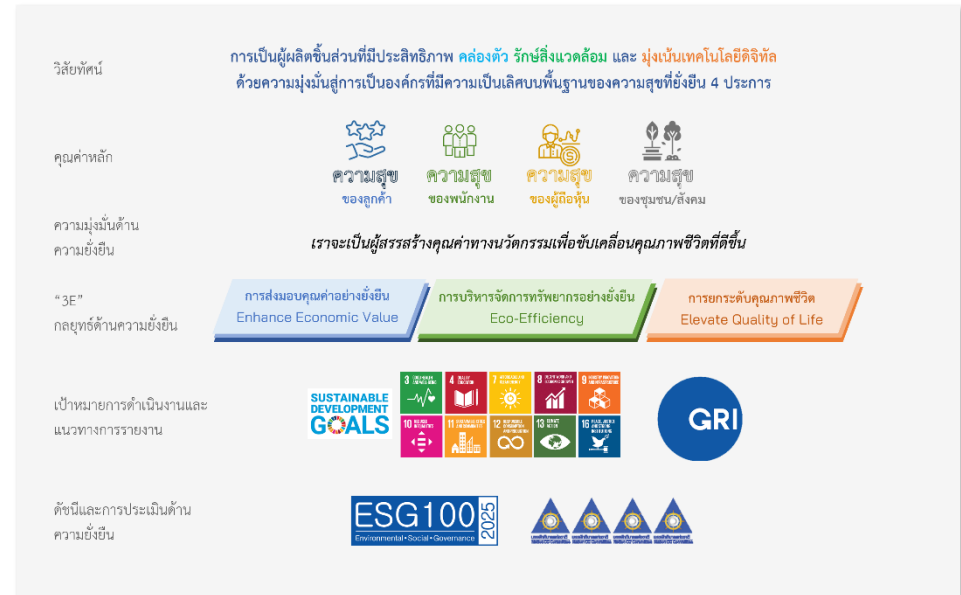 วิสัยทัศน์
การเป็นผู้ผลิตชิ้นส่วนที่มีประสิทธิภาพ คล่องตัว รักษ์สิ่งแวดล้อม และ มุ่งเน้นเทคโนโลยีดิจิทัล
ด้วยความมุ่งมั่นสู่การเป็นองค์กรที่มีความเป็นเลิศบนพื้นฐานของความสุขที่ยั่งยืน 4 ประการ
คุณค่าหลัก
ความสุข
ของลูกค้า
ความสุข
ของพนักงาน
ความสุข
ของผู้ถือหุ้น
ความสุข
ของชุมชน/สังคม
ความมุ่งมั่นด้าน
ความยั่งยืน
เราจะเป็นผู้สรรสร้างคุณค่าทางนวัตกรรมเพื่อขับเคลื่อนคุณภาพชีวิตที่ดีขึ้น
"3E"
กลยุทธ์ด้านความยั่งยืน
การส่งมอบคุณค่าอย่างยั่งยืน
Enhance Economic Value
การบริหารจัดการทรัพยากรอย่างยั่งยืน
Eco-Efficiency
การยกระดับคุณภาพชีวิต
Elevate Quality of Life
เป้าหมายการดำเนินงานและ
แนวทางการรายงาน
SUSTAINABLE
DEVELOPMENT
GOALS
3
4
7
8
9
10
11
12
13
16
GRI
ดัชนีและการประเมินด้าน
ความยั่งยืน
ESG100
2025
Environmental•Social•Governance